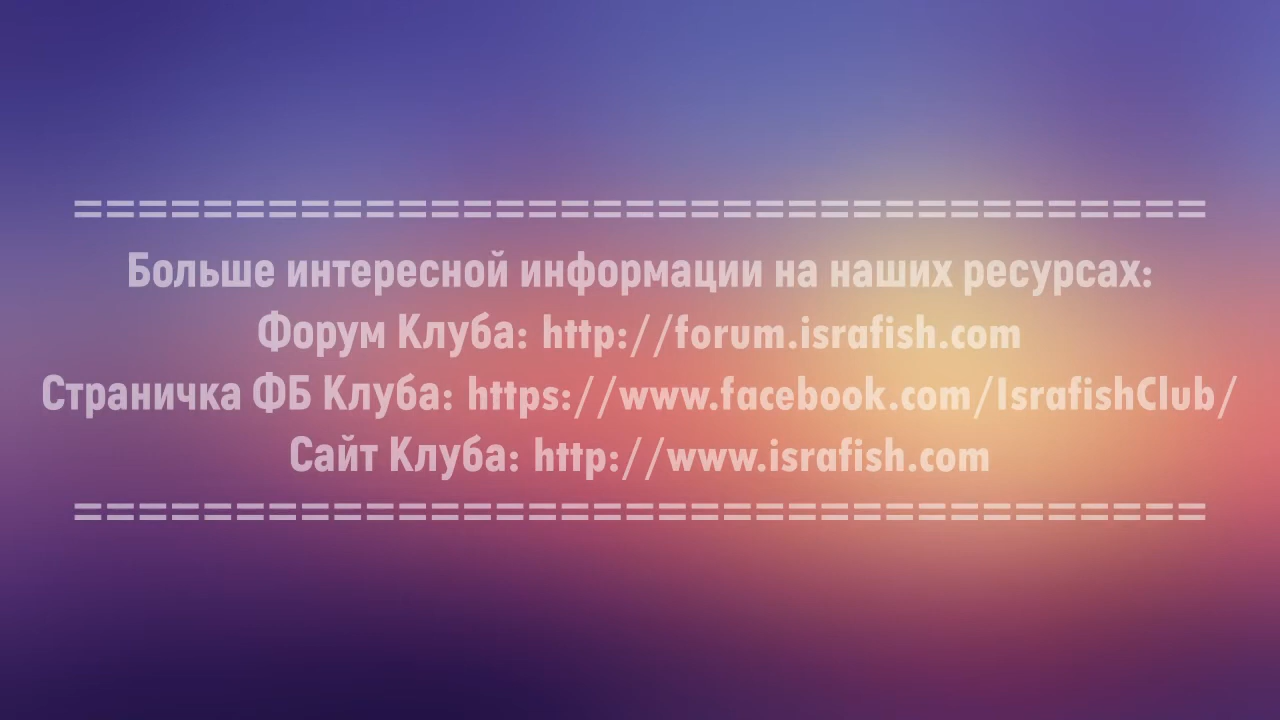 ===================================
Больше интересной информации на наших ресурсах:
Форум Клуба: http://forum.israfish.com
Страничка ФБ Клуба: https://www.facebook.com/IsrafishClub/
Сайт Клуба: http://www.israfish.com
===================================